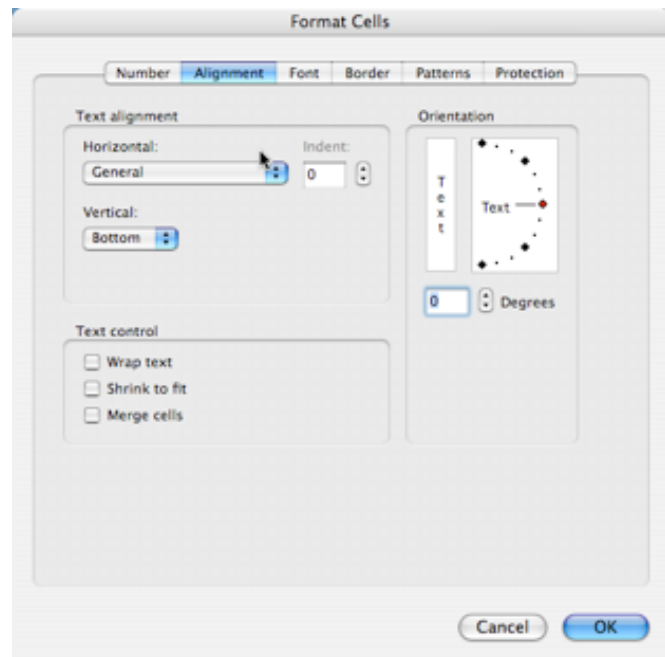 Format Cells
Number Alignment Font Border Patterns Protection
Text alignment
Horizontal: Indent:
General 0
Vertical:
Bottom
Text control
Wrap text
Shrink to fit
Merge cells
Orientation
Text
Text
0 Degrees
Cancel OK